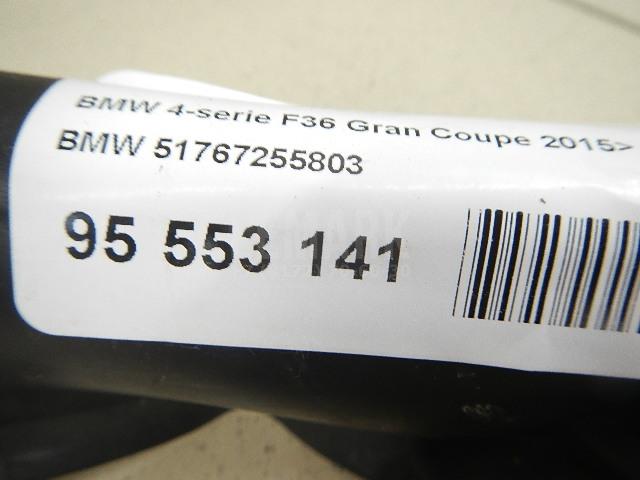 BMW 4-serie F36 Gran Coupe 2015>
BMW 51767255803
95 553 141